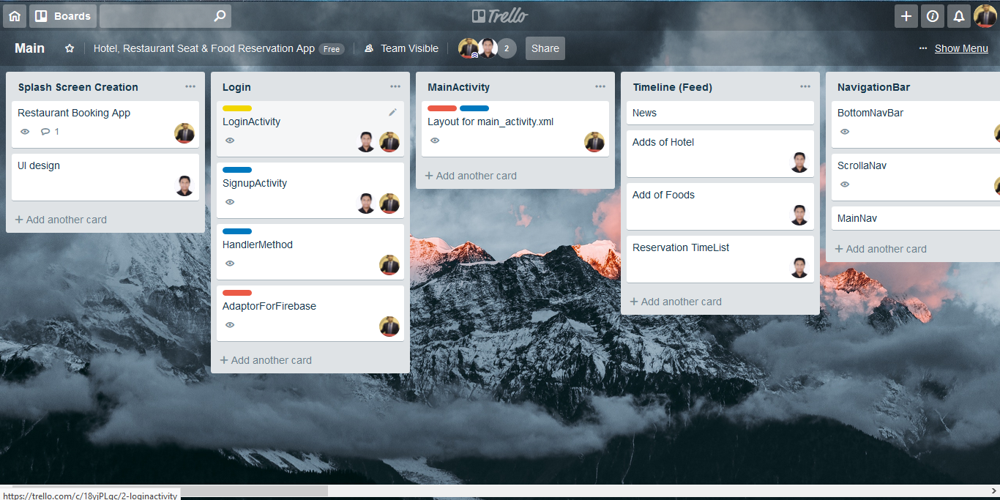 Boards
Trello
Main
Hotel, Restaurant Seat & Food Reservation App
Free
Team Visible
2
Share
Show Menu
Splash Screen Creation
Restaurant Booking App
1
UI design
+ Add another card
Login
LoginActivity
SignupActivity
HandlerMethod
AdaptorForFirebase
+ Add another card
MainActivity
Layout for main_activity.xml
+ Add another card
Timeline (Feed)
News
Adds of Hotel
Add of Foods
Reservation TimeList
+ Add another card
NavigationBar
BottomNavBar
ScrollaNav
MainNav
+ Add another card
https://trello.com/c/18yjPLgc/2-loginactivity